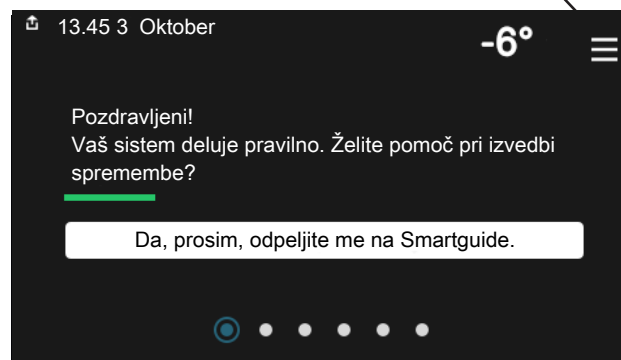 13.45 3 Oktober
-6°
Pozdravljeni!
Vaš sistem deluje pravilno. Želite pomoč pri izvedbi
spremembe?
Da, prosim, odpeljite me na Smartguide.